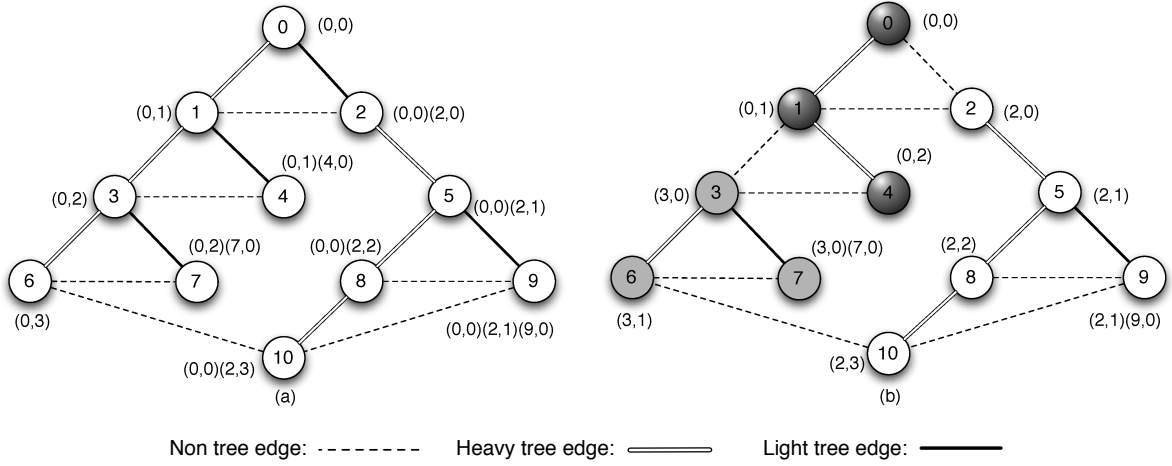 0 (0,0) 0 (0,0)
(0,1) 1 2 (0,0)(2,0) (0,1) 1 2 (2,0)
(0,1)(4,0) (0,2)
(0,2) 3 4 5 (0,0)(2,1) (3,0) 3 4 5 (2,1)
(0,2)(7,0) (0,0)(2,2) (3,0)(7,0) (2,2)
6 7 8 9 6 7 8 9
(0,3) (0,0)(2,1)(9,0) (3,1) (2,1)(9,0)
(0,0)(2,3) 10 (2,3) 10
(a) (b)
Non tree edge: Heavy tree edge: Light tree edge: